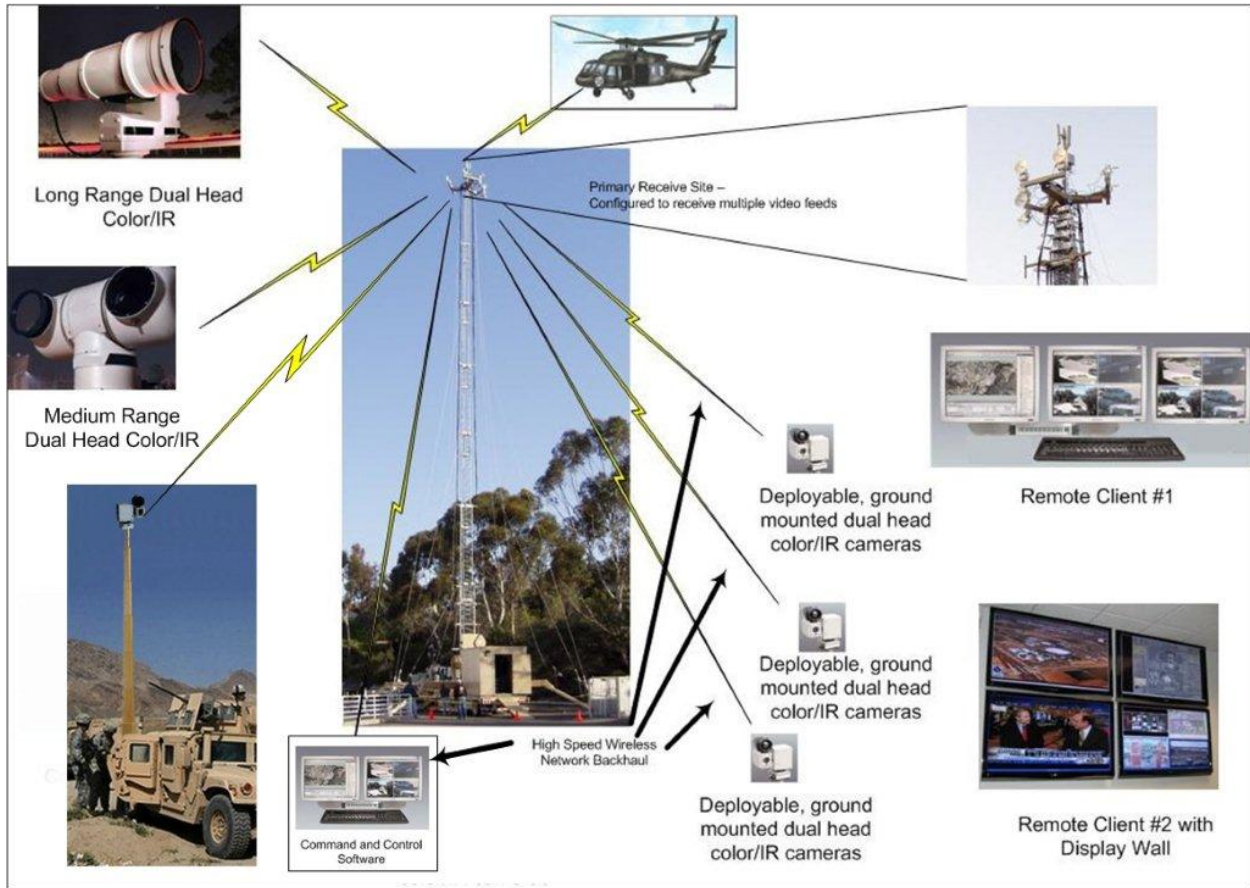 Long Range Dual Head
Color/IR
Primary Receive Site –
Configured to receive multiple video feeds
Medium Range
Dual Head Color/IR
Deployable, ground
mounted dual head
color/IR cameras
Remote Client #1
Deployable, ground
mounted dual head
color/IR cameras
High Speed Wireless
Network Backhaul
Command and Control
Software
Deployable, ground
mounted dual head
color/IR cameras
Remote Client #2 with
Display Wall